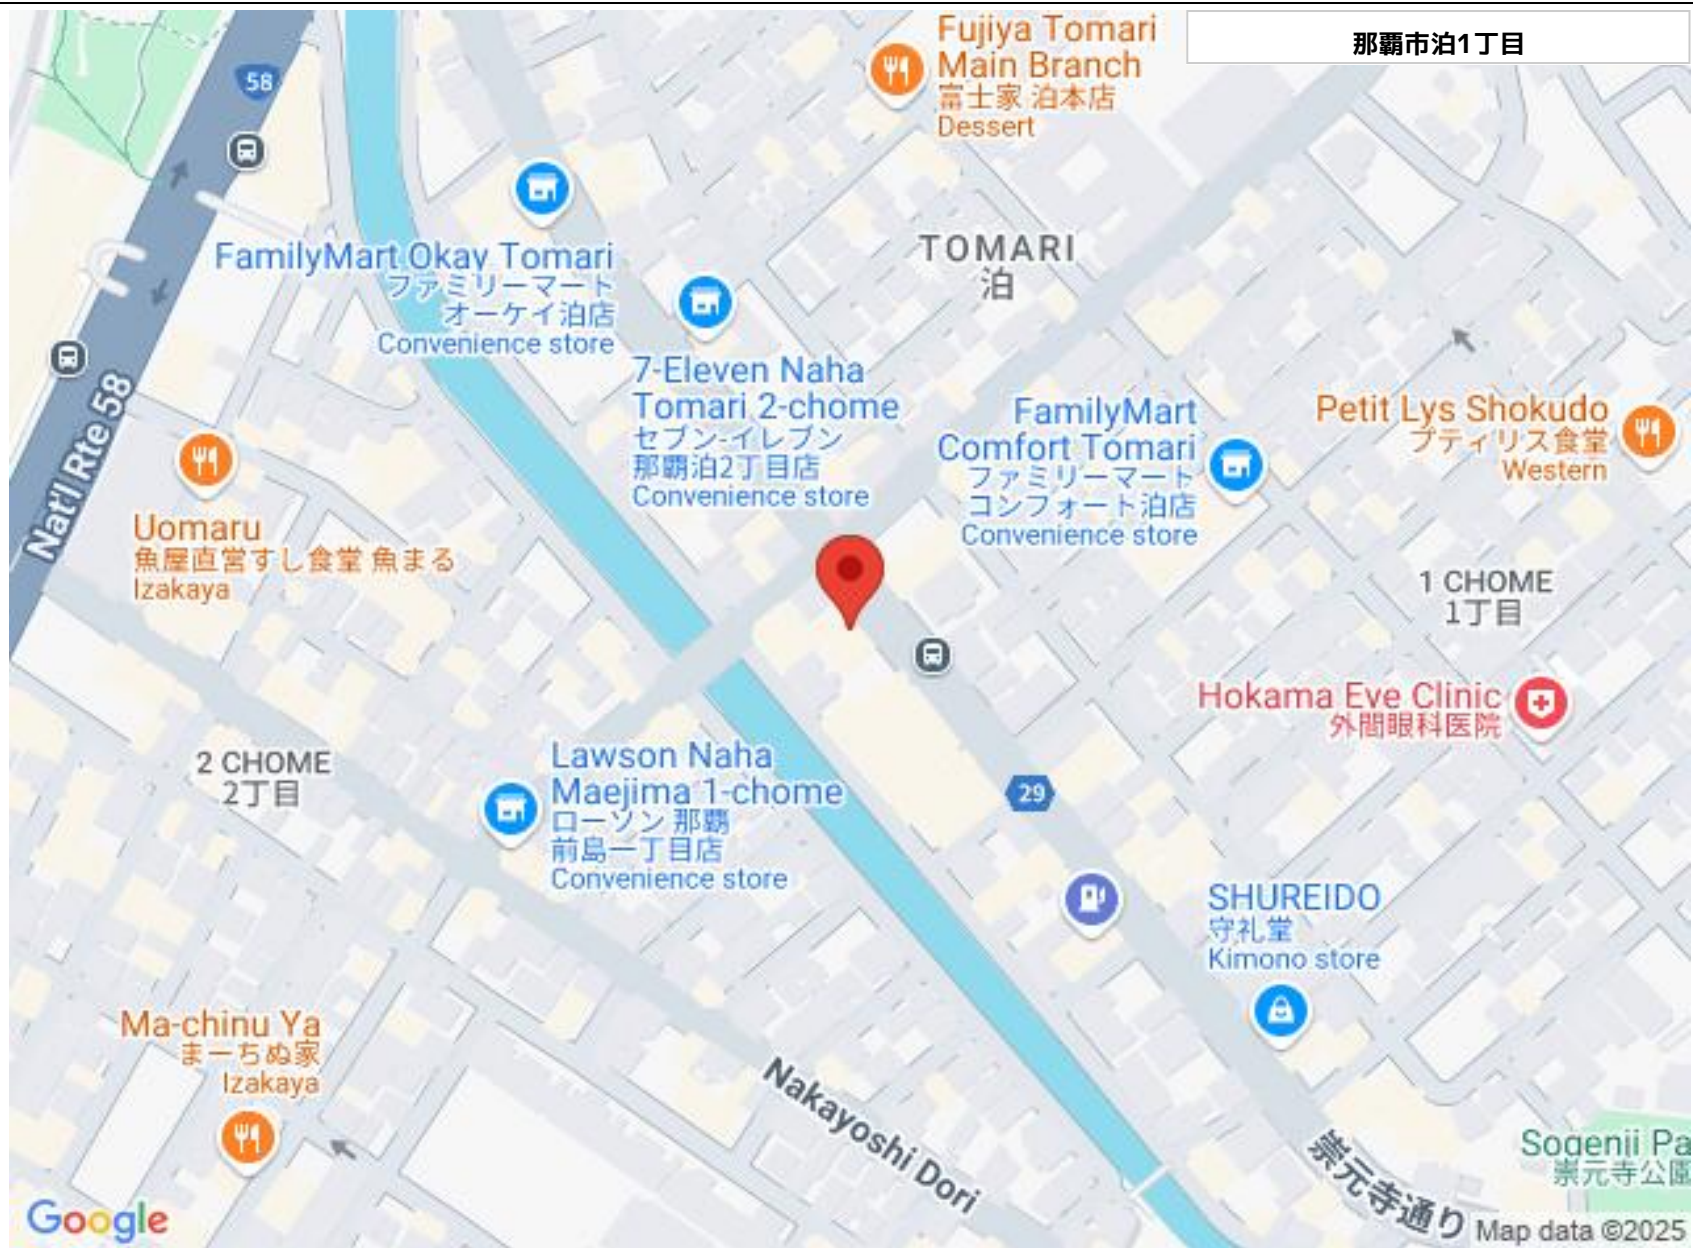 那覇市泊1丁目
Fujiya Tomari
Main Branch
富士家 泊本店
Dessert
58
FamilyMart Okay Tomari
ファミリーマート
オーケイ泊店
Convenience store
TOMARI
泊
7-Eleven Naha
Tomari 2-chome
セブン-イレブン
那覇泊2丁目店
Convenience store
FamilyMart
Comfort Tomari
ファミリーマート
コンフォート泊店
Convenience store
Petit Lys Shokudo
プティリス食堂
Western
Nat'l Rte 58
Uomaru
魚屋直営すし食堂 魚まる
Izakaya
1 CHOME
1丁目
Hokama Eye Clinic
外間眼科医院
2 CHOME
2丁目
Lawson Naha
Maejima 1-chome
ローソン 那覇
前島一丁目店
Convenience store
29
SHUREIDO
守礼堂
Kimono store
Ma-chinu Ya
まーちぬ家
Izakaya
Nakayoshi Dori
崇元寺通り
Sogenji Pa
崇元寺公園
Google
Map data ©2025